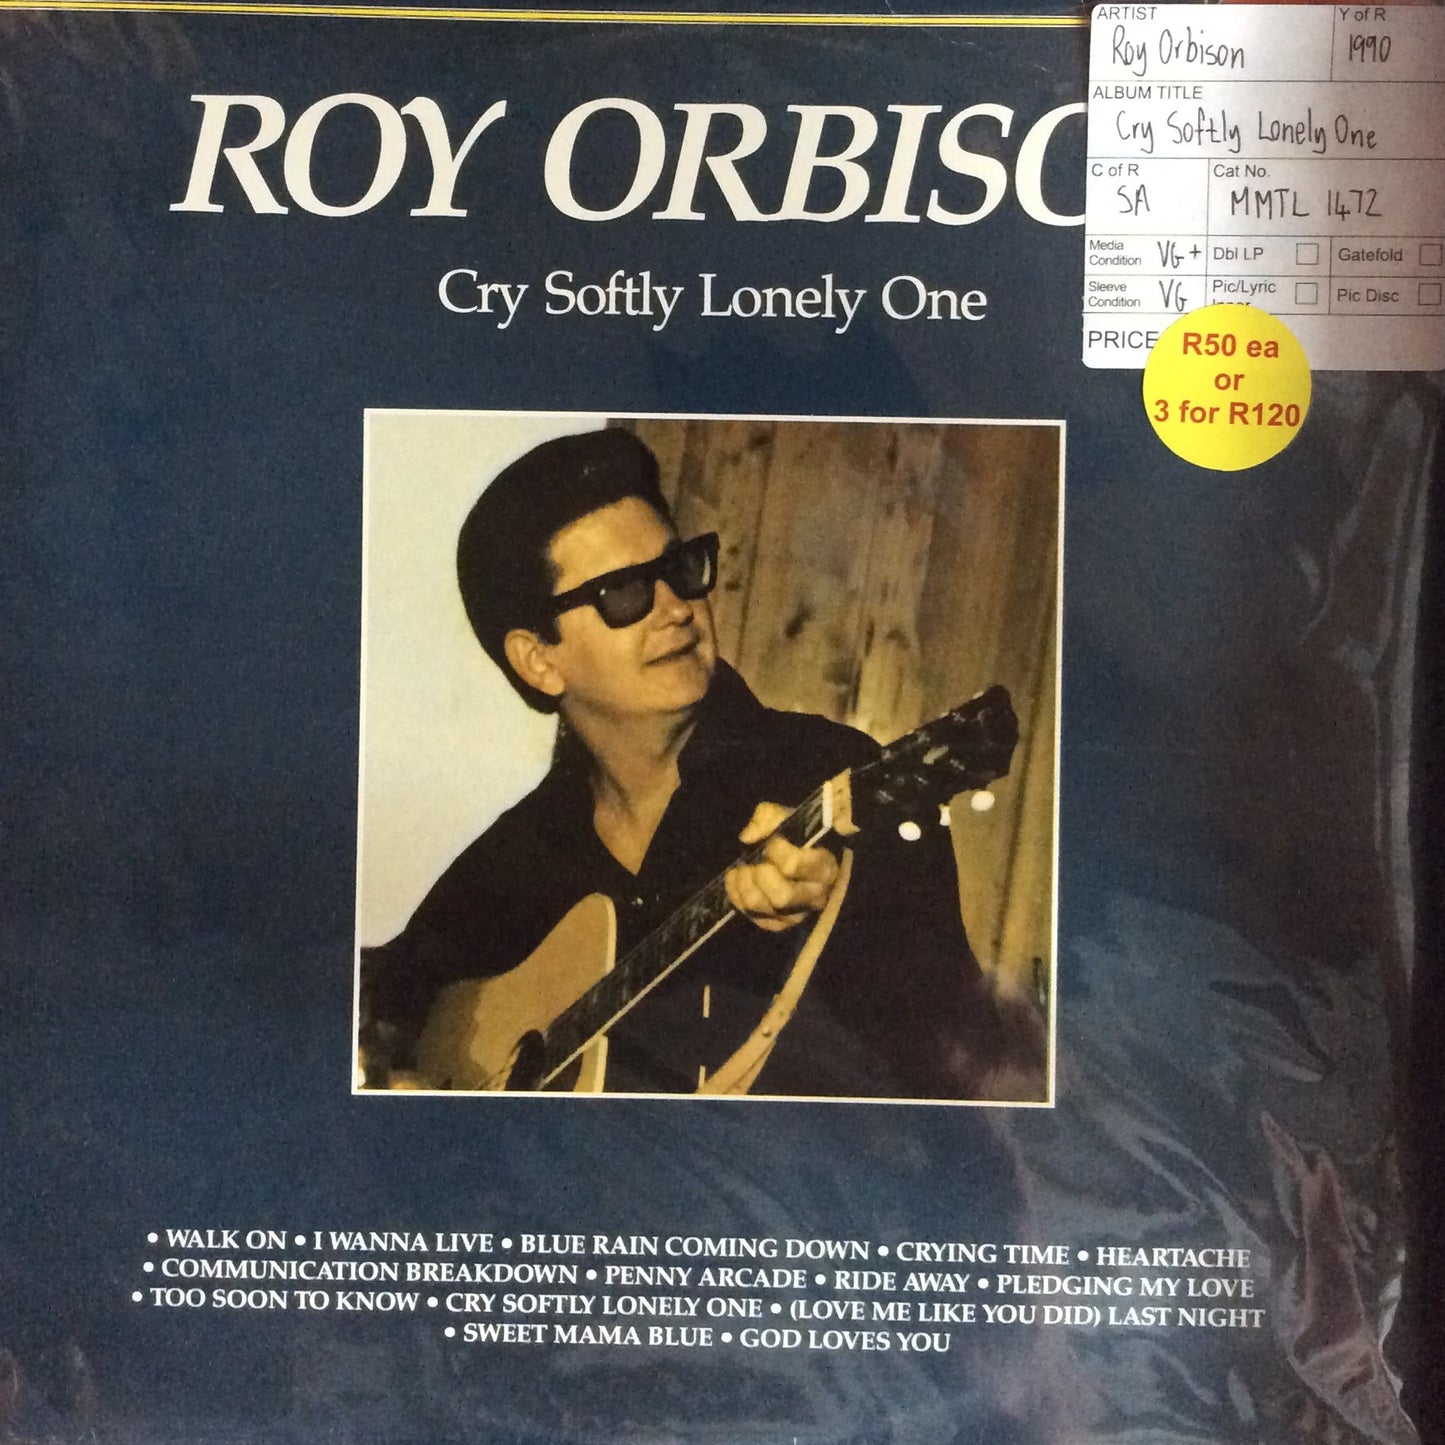 ROY ORBISO
Cry Softly Lonely One
ARTIST
Roy Orbison
Y of R
1990
ALBUM TITLE
Cry Softly Lonely One
C of R
SA
Cat No.
MMTL 1472
Media
Condition
VG+
Dbl LP
Gatefold
Sleeve
Condition
VG
Pic/Lyric
Pic Disc
PRICE
R50 ea
or
3 for R120
• WALK ON • I WANNA LIVE • BLUE RAIN COMING DOWN • CRYING TIME • HEARTACHE
• COMMUNICATION BREAKDOWN • PENNY ARCADE • RIDE AWAY • PLEDGING MY LOVE
• TOO SOON TO KNOW • CRY SOFTLY LONELY ONE • (LOVE ME LIKE YOU DID) LAST NIGHT
• SWEET MAMA BLUE • GOD LOVES YOU